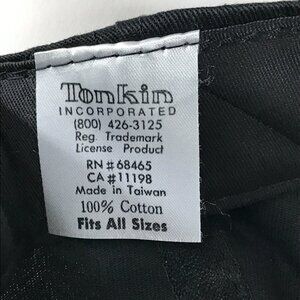 Tonkin
INCORPORATED
(800) 426-3125
Reg. Trademark
License Product
RN # 68465
CA # 11198
Made in Taiwan
100% Cotton
Fits All Sizes